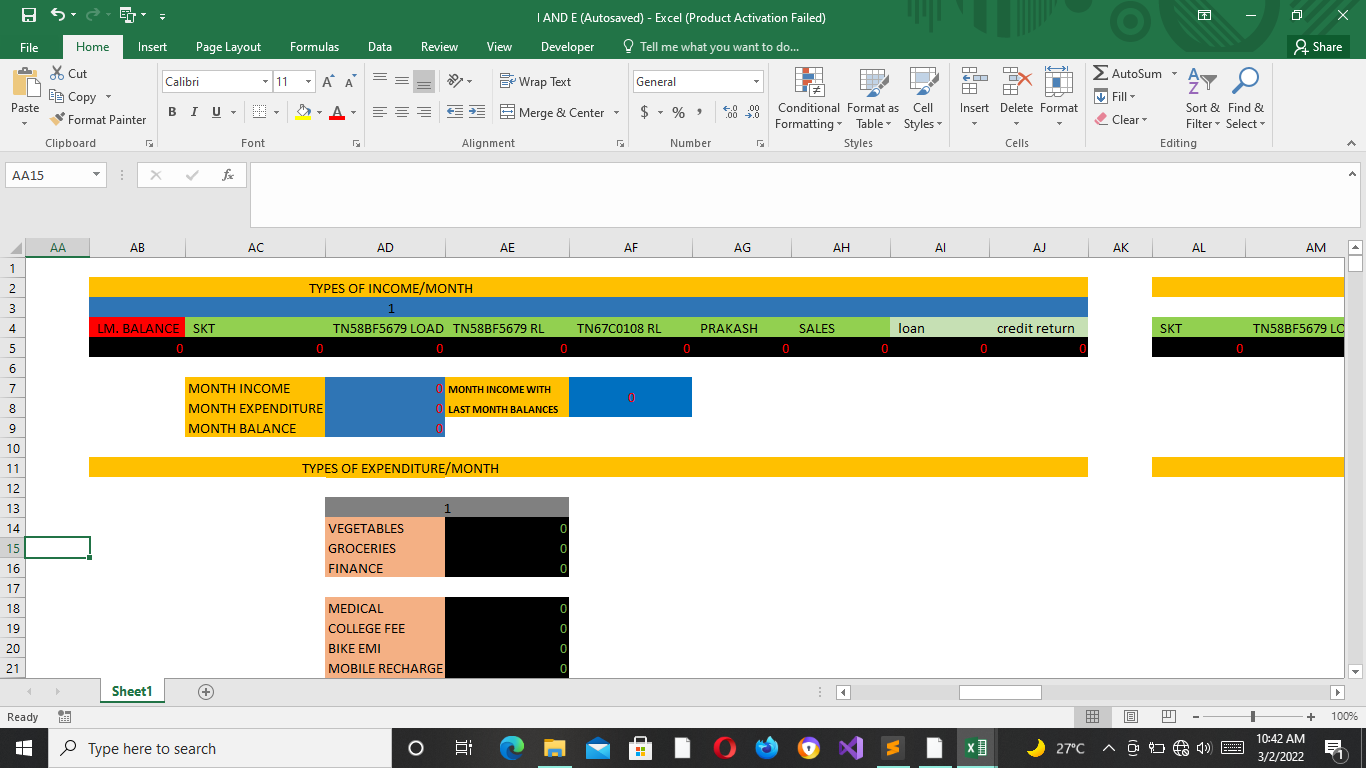 I AND E (Autosaved) - Excel (Product Activation Failed)
File Home Insert Page Layout Formulas Data Review View Developer Tell me what you want to do... Share
Paste Cut Copy Format Painter Clipboard
Calibri 11 B I U A Font
Wrap Text Merge & Center Alignment
General $ % , Number
Conditional Formatting Format as Table Cell Styles Styles
Insert Delete Format Cells
AutoSum Fill Clear Sort & Filter Find & Select Editing
AA15 fx
AA AB AC AD AE AF AG AH AI AJ AK AL AM
1
2 TYPES OF INCOME/MONTH
3 1
4 LM. BALANCE SKT TN58BF5679 LOAD TN58BF5679 RL TN67C0108 RL PRAKASH SALES loan credit return SKT TN58BF5679 LO
5 0 0 0 0 0 0 0 0 0 0
6
7 MONTH INCOME 0 MONTH INCOME WITH 0
8 MONTH EXPENDITURE 0 LAST MONTH BALANCES
9 MONTH BALANCE 0
10
11 TYPES OF EXPENDITURE/MONTH
12
13 1
14 VEGETABLES 0
15 GROCERIES 0
16 FINANCE 0
17
18 MEDICAL 0
19 COLLEGE FEE 0
20 BIKE EMI 0
21 MOBILE RECHARGE 0
Sheet1
Ready 100%
Type here to search 27°C 10:42 AM
3/2/2022 1